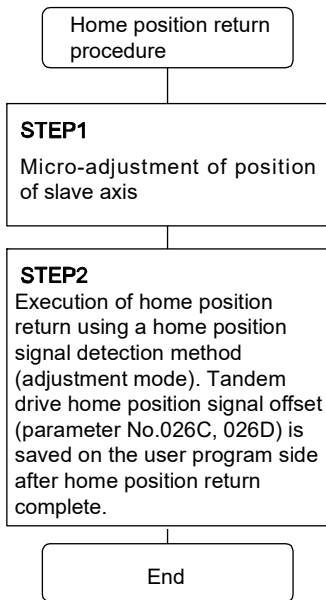 Home position return
procedure
STEP1
Micro-adjustment of position
of slave axis
STEP2
Execution of home position
return using a home position
signal detection method
(adjustment mode). Tandem
drive home position signal offset
(parameter No.026C, 026D) is
saved on the user program side
after home position return
complete.
End